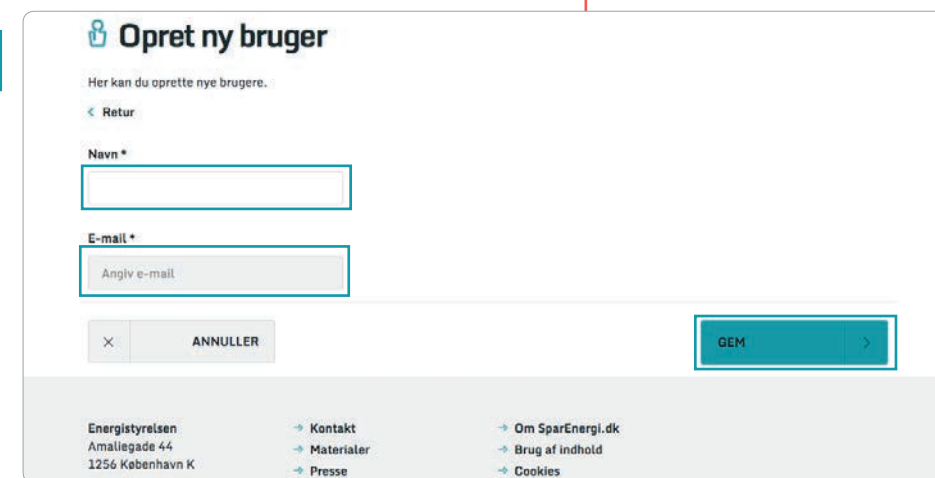 Opret ny bruger
Her kan du oprette nye brugere.
Retur
Navn *
E-mail *
Angiv e-mail
ANNULLER
GEM
Energistyrelsen
Amaliegade 44
1256 København K
Kontakt
Materialer
Presse
Om SparEnergi.dk
Brug af indhold
Cookies